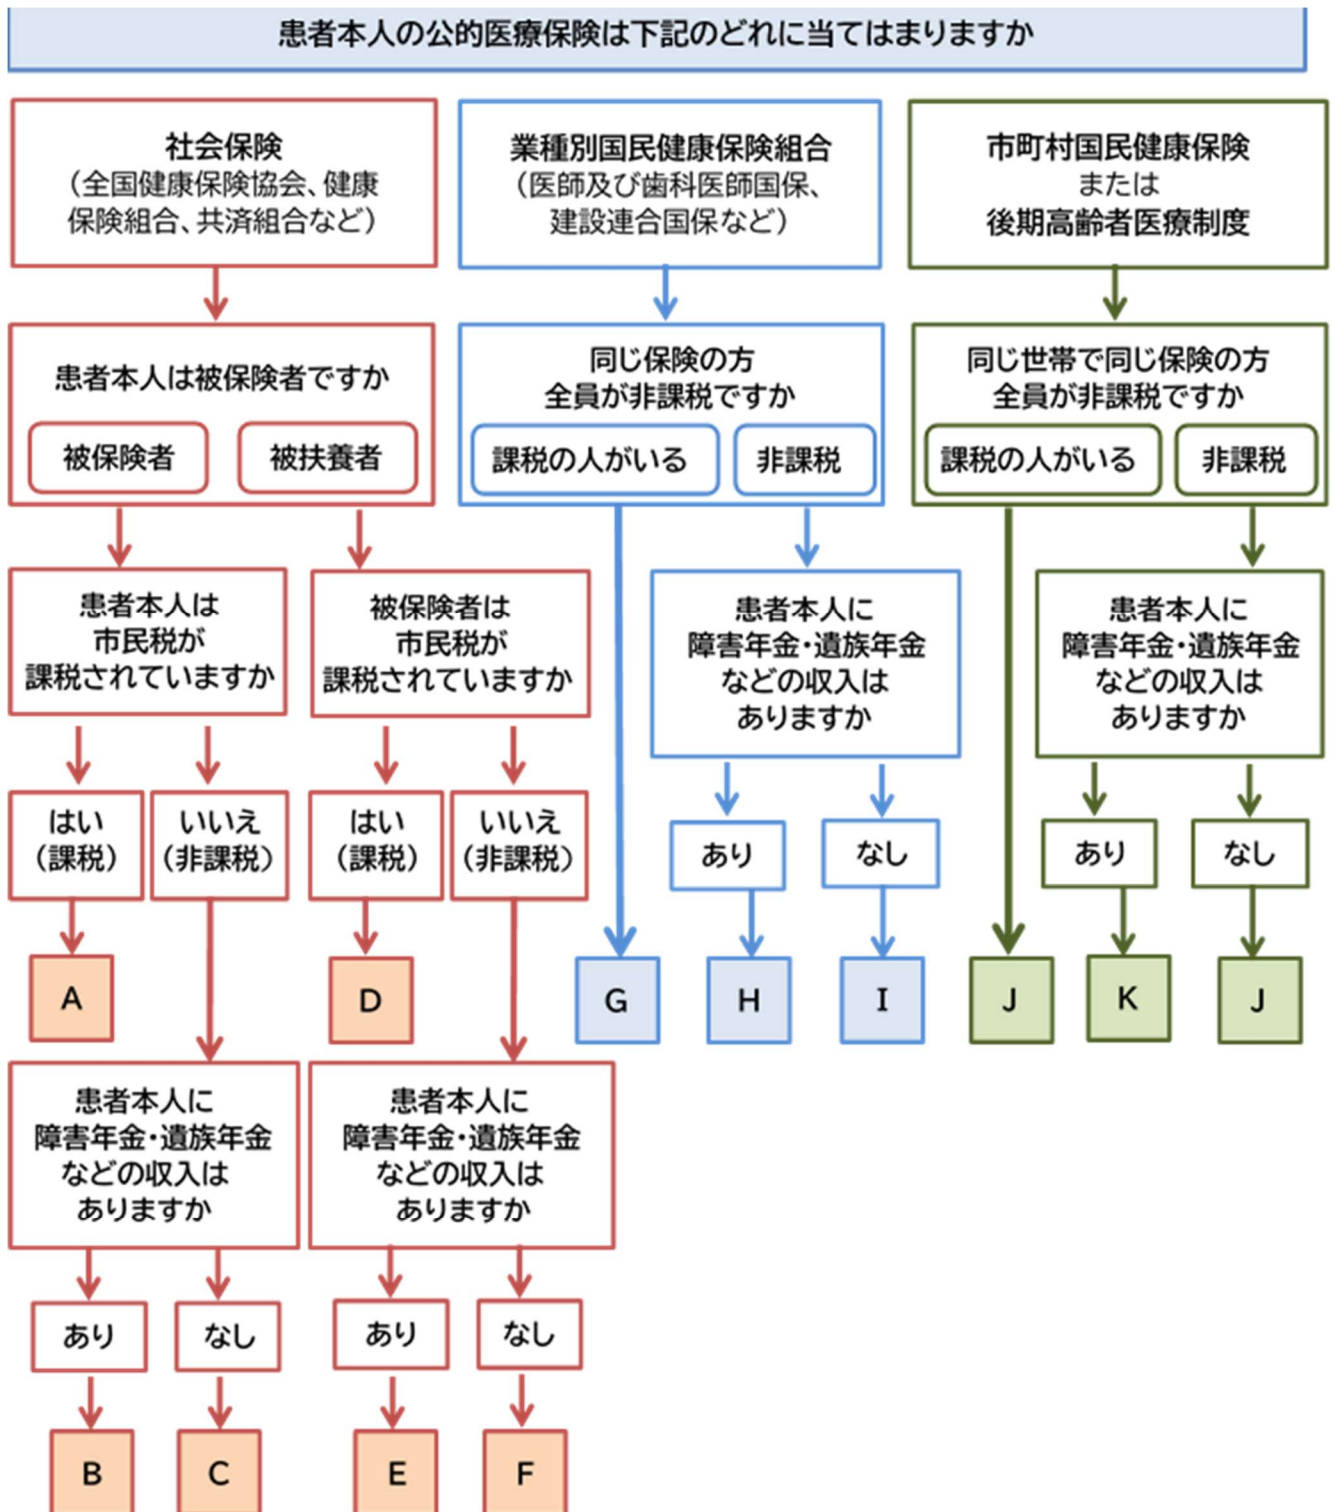 患者本人の公的医療保険は下記のどれに当てはまりますか
社会保険
（全国健康保険協会、健康
保険組合、共済組合など）
業種別国民健康保険組合
（医師及び歯科医師国保、
建設連合国保など）
市町村国民健康保険
または
後期高齢者医療制度
患者本人は被保険者ですか
被保険者
被扶養者
同じ保険の方
全員が非課税ですか
課税の人がいる
非課税
同じ世帯で同じ保険の方
全員が非課税ですか
課税の人がいる
非課税
患者本人は
市民税が
課税されていますか
被保険者は
市民税が
課税されていますか
患者本人に
障害年金・遺族年金
などの収入は
ありますか
患者本人に
障害年金・遺族年金
などの収入は
ありますか
はい
（課税）
いいえ
（非課税）
はい
（課税）
いいえ
（非課税）
あり
なし
あり
なし
A
D
G
H
I
J
K
J
患者本人に
障害年金・遺族年金
などの収入は
ありますか
患者本人に
障害年金・遺族年金
などの収入は
ありますか
あり
なし
あり
なし
B
C
E
F